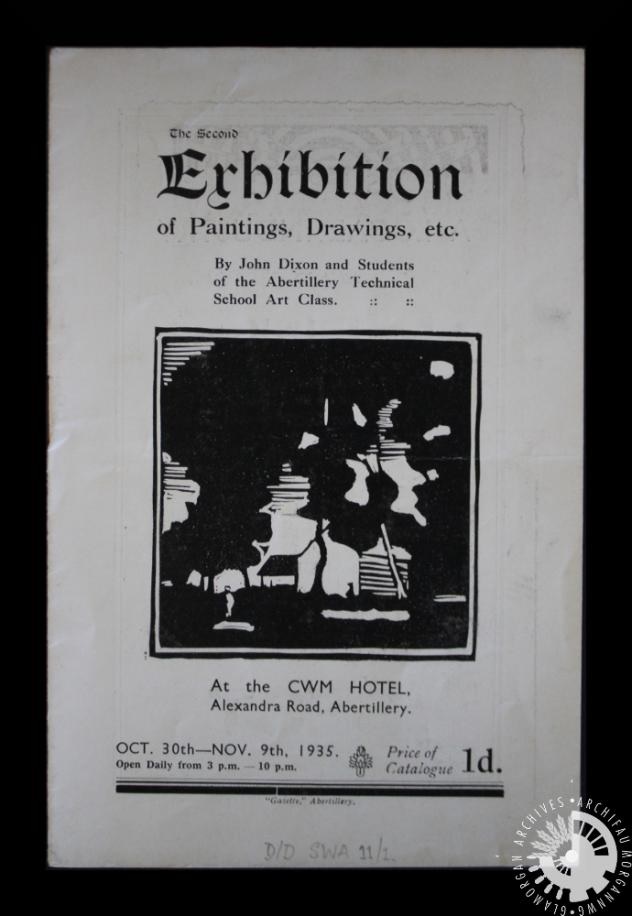 The Second
Exhibition
of Paintings, Drawings, etc.
By John Dixon and Students
of the Abertillery Technical
School Art Class. :: ::
At the CWM HOTEL,
Alexandra Road, Abertillery.
OCT. 30th—NOV. 9th, 1935.
Open Daily from 3 p.m. — 10 p.m.
Price of
Catalogue 1d.
"Gazette," Abertillery.
D/D SWA 11/1
GLAMORGAN ARCHIVES • ARCHIFAU MORGANNWG •